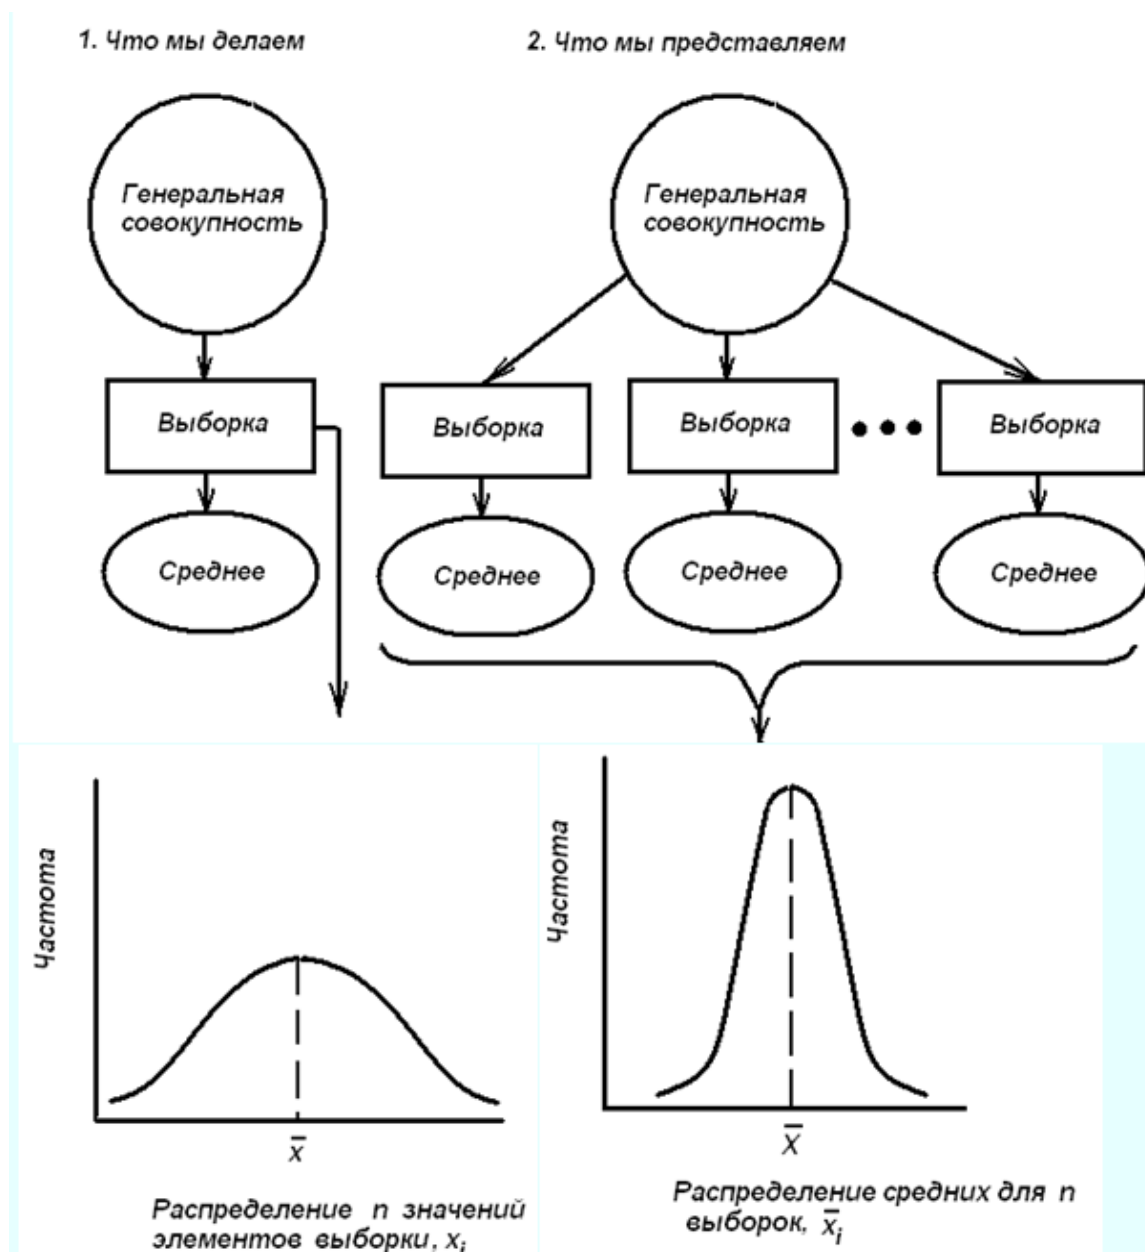 1. Что мы делаем
2. Что мы представляем
Генеральная
совокупность
Генеральная
совокупность
Выборка
Выборка
Выборка
Выборка
Среднее
Среднее
Среднее
Среднее
Частота
x̅
Распределение n значений
элементов выборки, xᵢ
Частота
X̅
Распределение средних для n
выборок, x̅ᵢ